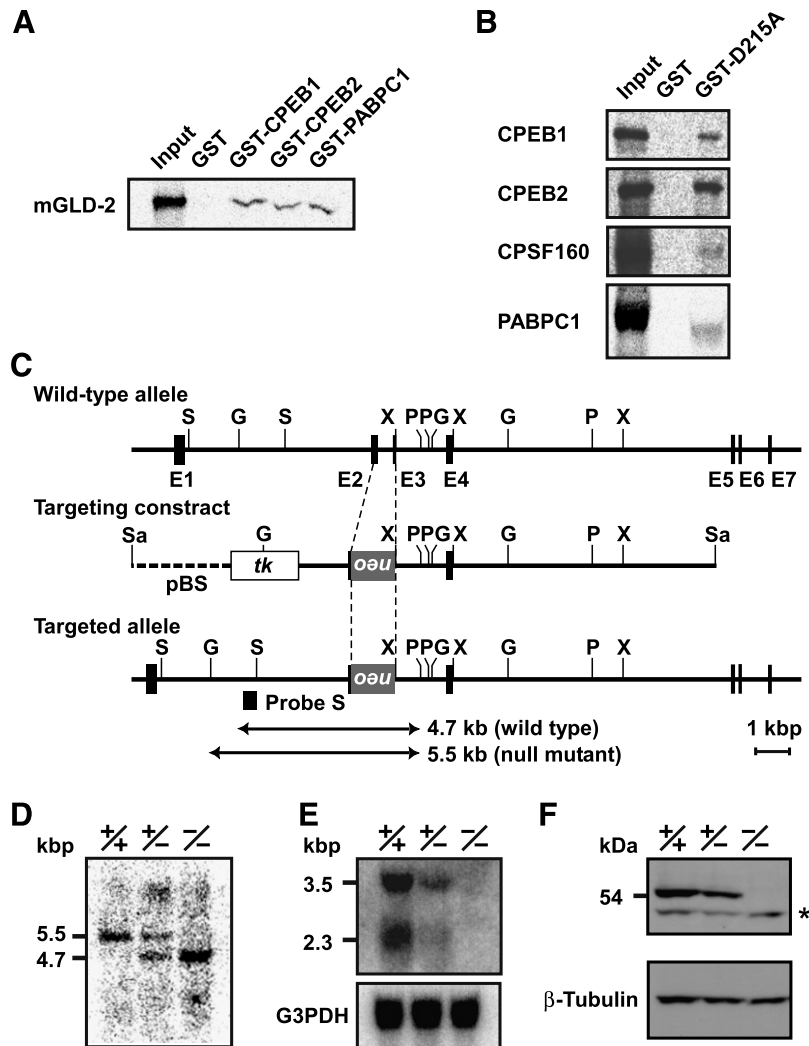 A
Input GST GST-CPEB1 GST-CPEB2 GST-PABPC1
mGLD-2
B
Input GST GST-D215A
CPEB1
CPEB2
CPSF160
PABPC1
C
Wild-type allele
S G S X PPG X G P X
E1 E2 E3 E4 E5 E6 E7
Targeting constract
Sa G X PPG X G P X Sa
pBS tk neo
Targeted allele
S G S X PPG X G P X
neo
Probe S
4.7 kb (wild type)
5.5 kb (null mutant)
1 kbp
D
kbp +/+ +/− −/−
5.5
4.7
E
kbp +/+ +/− −/−
3.5
2.3
G3PDH
F
kDa +/+ +/− −/−
54
*
β-Tubulin